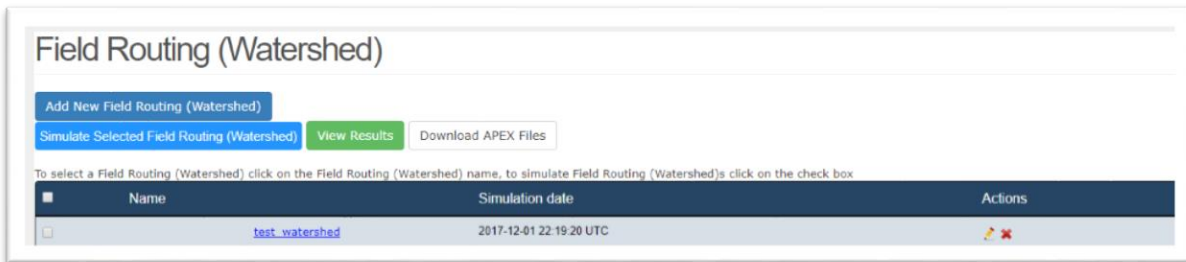 Field Routing (Watershed)
Add New Field Routing (Watershed)
Simulate Selected Field Routing (Watershed) View Results Download APEX Files
To select a Field Routing (Watershed) click on the Field Routing (Watershed) name, to simulate Field Routing (Watershed)s click on the check box
Name Simulation date Actions
test_watershed 2017-12-01 22:19:20 UTC